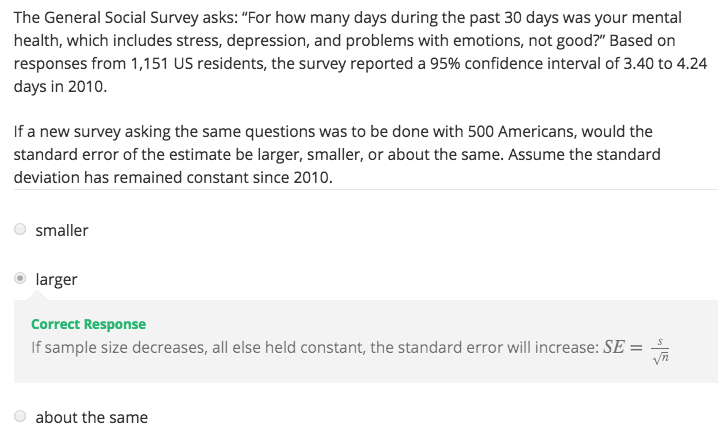 The General Social Survey asks: “For how many days during the past 30 days was your mental
health, which includes stress, depression, and problems with emotions, not good?” Based on
responses from 1,151 US residents, the survey reported a 95% confidence interval of 3.40 to 4.24
days in 2010.
If a new survey asking the same questions was to be done with 500 Americans, would the
standard error of the estimate be larger, smaller, or about the same. Assume the standard
deviation has remained constant since 2010.
smaller
larger
Correct Response
If sample size decreases, all else held constant, the standard error will increase: SE = s/√n
about the same